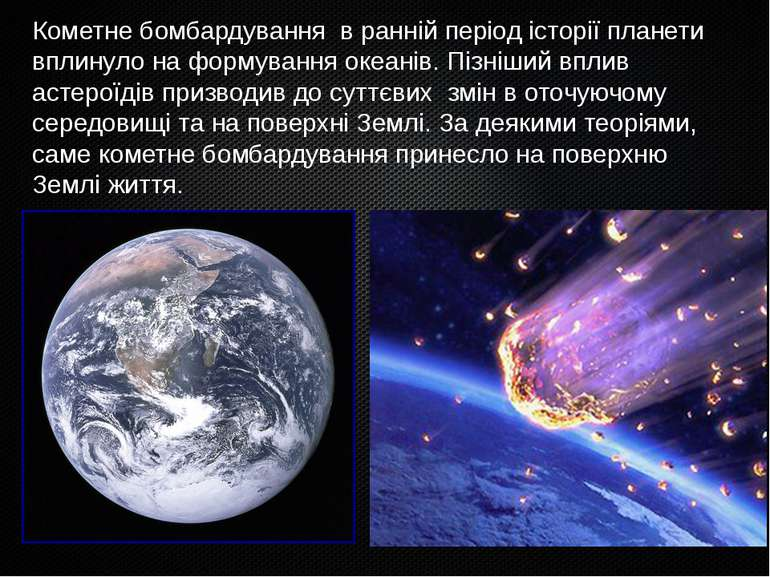 Кометне бомбардування  в ранній період історії планети
вплинуло на формування океанів. Пізніший вплив
астероїдів призводив до суттєвих  змін в оточуючому
середовищі та на поверхні Землі. За деякими теоріями,
саме кометне бомбардування принесло на поверхню
Землі життя.